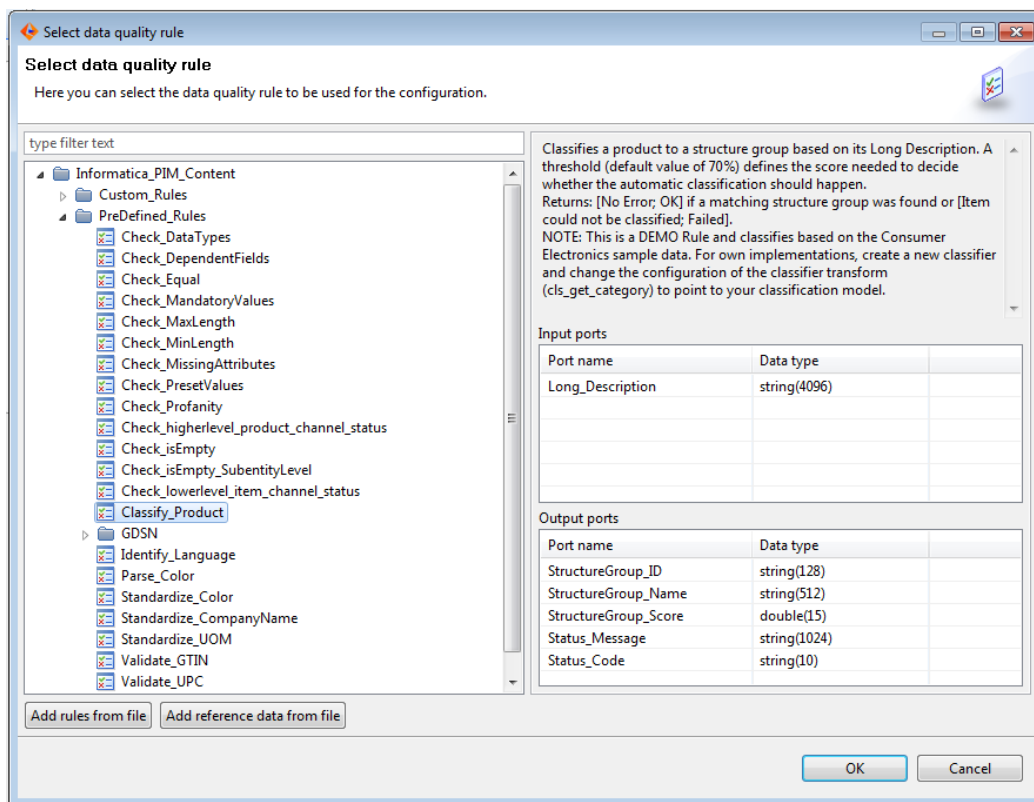 Select data quality rule
Select data quality rule
Here you can select the data quality rule to be used for the configuration.
type filter text
Informatica_PIM_Content
Custom_Rules
PreDefined_Rules
Check_DataTypes
Check_DependentFields
Check_Equal
Check_MandatoryValues
Check_MaxLength
Check_MinLength
Check_MissingAttributes
Check_PresetValues
Check_Profanity
Check_higherlevel_product_channel_status
Check_isEmpty
Check_isEmpty_SubentityLevel
Check_lowerlevel_item_channel_status
Classify_Product
GDSN
Identify_Language
Parse_Color
Standardize_Color
Standardize_CompanyName
Standardize_UOM
Validate_GTIN
Validate_UPC
Add rules from file Add reference data from file
Classifies a product to a structure group based on its Long Description. A
threshold (default value of 70%) defines the score needed to decide
whether the automatic classification should happen.
Returns: [No Error; OK] if a matching structure group was found or [Item
could not be classified; Failed].
NOTE: This is a DEMO Rule and classifies based on the Consumer
Electronics sample data. For own implementations, create a new classifier
and change the configuration of the classifier transform
(cls_get_category) to point to your classification model.
Input ports
Port name Data type
Long_Description string(4096)
Output ports
Port name Data type
StructureGroup_ID string(128)
StructureGroup_Name string(512)
StructureGroup_Score double(15)
Status_Message string(1024)
Status_Code string(10)
OK Cancel